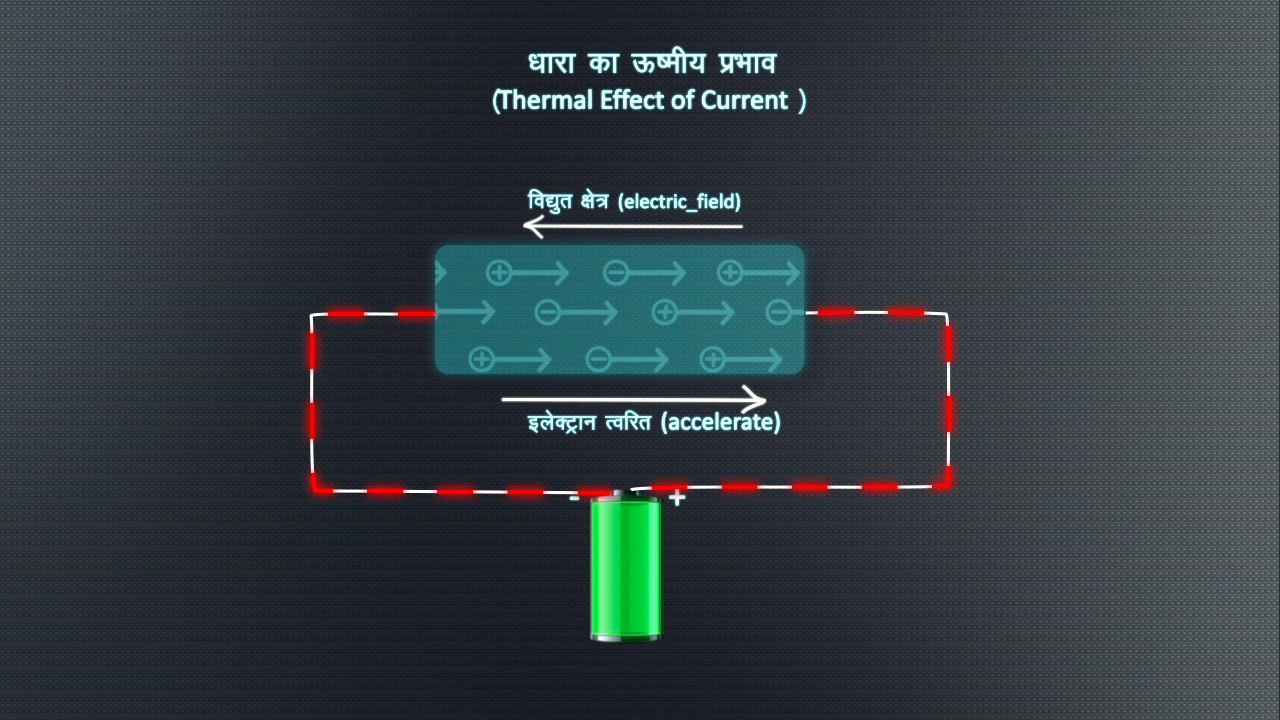 धारा का ऊष्मीय प्रभाव
(Thermal Effect of Current )
विद्युत क्षेत्र (electric_field)
इलेक्ट्रान त्वरित (accelerate)
- +